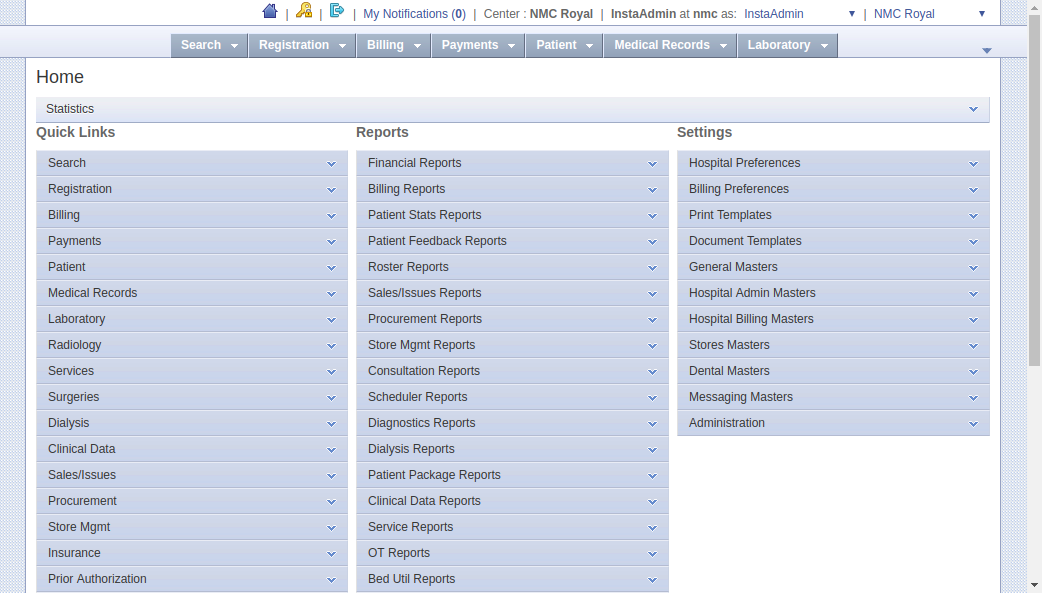 | | | My Notifications (0) | Center : NMC Royal | InstaAdmin at nmc as: InstaAdmin | NMC Royal
Search Registration Billing Payments Patient Medical Records Laboratory
Home
Statistics
Quick Links
Search
Registration
Billing
Payments
Patient
Medical Records
Laboratory
Radiology
Services
Surgeries
Dialysis
Clinical Data
Sales/Issues
Procurement
Store Mgmt
Insurance
Prior Authorization
Reports
Financial Reports
Billing Reports
Patient Stats Reports
Patient Feedback Reports
Roster Reports
Sales/Issues Reports
Procurement Reports
Store Mgmt Reports
Consultation Reports
Scheduler Reports
Diagnostics Reports
Dialysis Reports
Patient Package Reports
Clinical Data Reports
Service Reports
OT Reports
Bed Util Reports
Settings
Hospital Preferences
Billing Preferences
Print Templates
Document Templates
General Masters
Hospital Admin Masters
Hospital Billing Masters
Stores Masters
Dental Masters
Messaging Masters
Administration